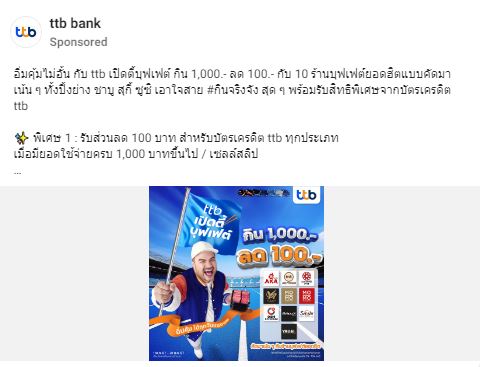 ttb bank
Sponsored
อิ่มคุ้มไม่อั้น กับ ttb เปิดตี้บุฟเฟต์ กิน 1,000.- ลด 100.- กับ 10 ร้านบุฟเฟต์ยอดฮิตแบบคัดมา
เน้น ๆ ทั้งปิ้งย่าง ชาบู สุกี้ ซูชิ เอาใจสาย #กินจริงจัง สุด ๆ พร้อมรับสิทธิพิเศษจากบัตรเครดิต
ttb
✨ พิเศษ 1 : รับส่วนลด 100 บาท สำหรับบัตรเครดิต ttb ทุกประเภท
เมื่อมียอดใช้จ่ายครบ 1,000 บาทขึ้นไป / เซลล์สลิป
...
ttb
ttb
เปิดตี้
บุฟเฟต์
กิน 1,000.-
ลด 100.-
AKA
MO
MO